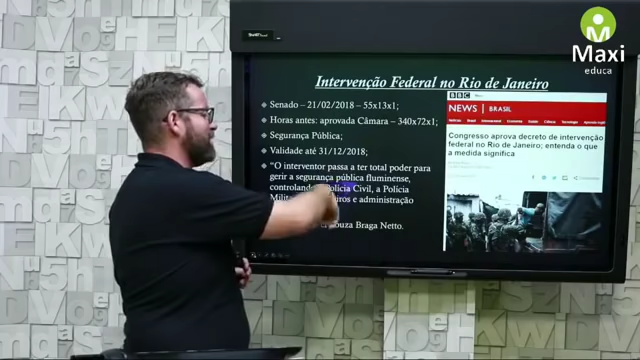 Maxi
educa
Intervenção Federal no Rio de Janeiro
Senado – 21/02/2018 – 55x13x1;
Horas antes: aprovada Câmara – 340x72x1;
Segurança Pública;
Validade até 31/12/2018;
“O interventor passa a ter total poder para
gerir a segurança pública fluminense,
Polícia Civil, a Polícia
e administração
Souza Braga Netto.
BBC
NEWS | BRASIL
Congresso aprova decreto de intervenção
federal no Rio de Janeiro; entenda o que
a medida significa